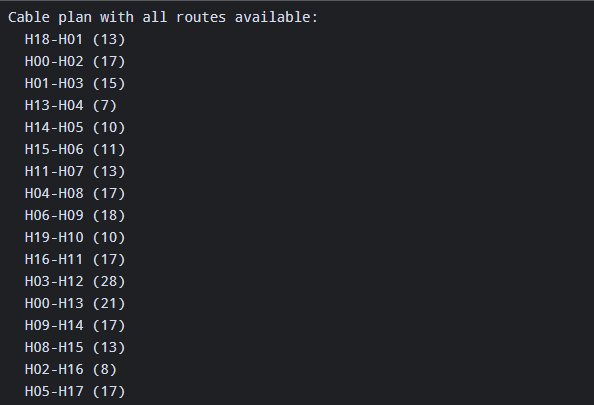 Cable plan with all routes available:
  H18-H01 (13)
  H00-H02 (17)
  H01-H03 (15)
  H13-H04 (7)
  H14-H05 (10)
  H15-H06 (11)
  H11-H07 (13)
  H04-H08 (17)
  H06-H09 (18)
  H19-H10 (10)
  H16-H11 (17)
  H03-H12 (28)
  H00-H13 (21)
  H09-H14 (17)
  H08-H15 (13)
  H02-H16 (8)
  H05-H17 (17)